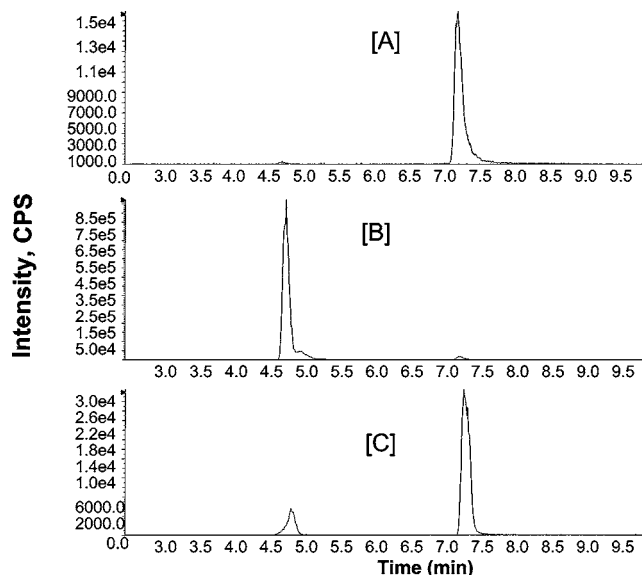 Intensity, CPS
[A]
1.5e4
1.3e4
1.1e4
9000.0
7000.0
5000.0
3000.0
1000.0
0.0 3.0 3.5 4.0 4.5 5.0 5.5 6.0 6.5 7.0 7.5 8.0 8.5 9.0 9.5
[B]
8.5e5
7.5e5
6.5e5
5.5e5
4.5e5
3.5e5
2.5e5
1.5e5
5.0e4
3.0 3.5 4.0 4.5 5.0 5.5 6.0 6.5 7.0 7.5 8.0 8.5 9.0 9.5
[C]
3.0e4
2.6e4
2.2e4
1.8e4
1.4e4
1.0e4
6000.0
2000.0
0.0 3.0 3.5 4.0 4.5 5.0 5.5 6.0 6.5 7.0 7.5 8.0 8.5 9.0 9.5
Time (min)